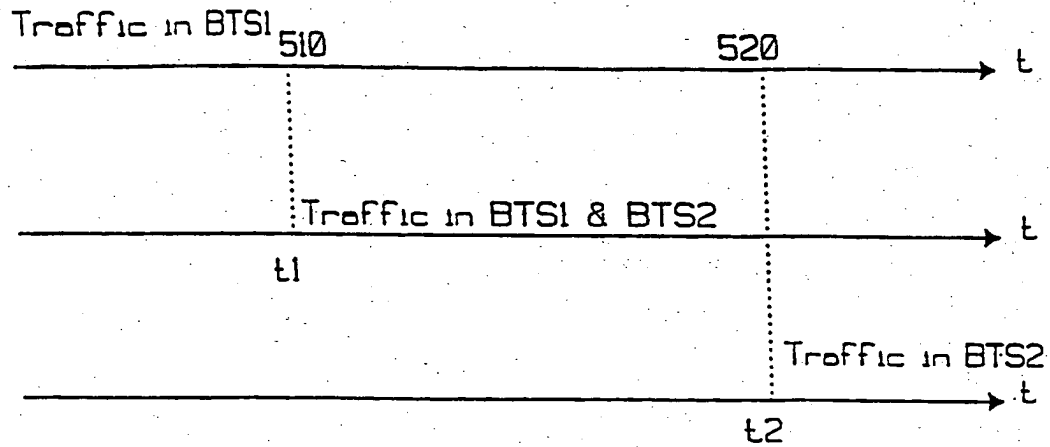 Traffic in BTS1
510
520
t
Traffic in BTS1 & BTS2
t
t1
Traffic in BTS2
t
t2